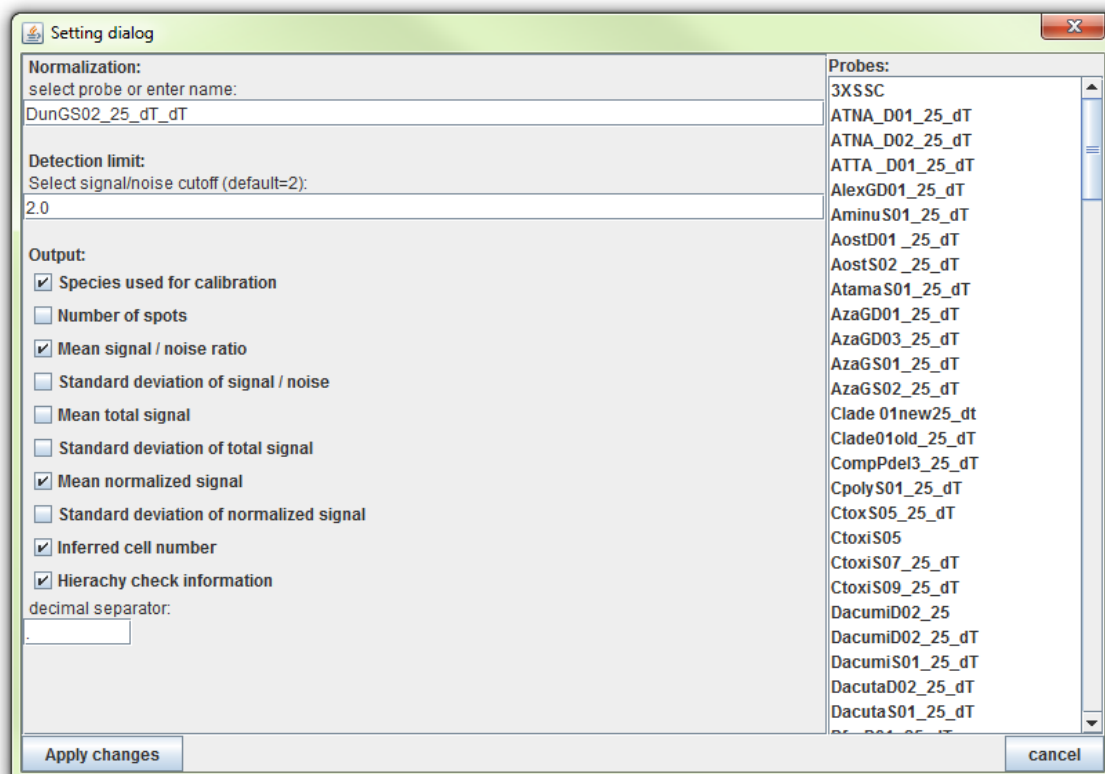 Setting dialog
Normalization:
select probe or enter name:
DunGS02_25_dT_dT
Detection limit:
Select signal/noise cutoff (default=2):
2.0
Output:
Species used for calibration
Number of spots
Mean signal / noise ratio
Standard deviation of signal / noise
Mean total signal
Standard deviation of total signal
Mean normalized signal
Standard deviation of normalized signal
Inferred cell number
Hierachy check information
decimal separator:
.
Probes:
3XSSC
ATNA_D01_25_dT
ATNA_D02_25_dT
ATTA _D01_25_dT
AlexGD01_25_dT
AminuS01_25_dT
AostD01 _25_dT
AostS02 _25_dT
AtamaS01_25_dT
AzaGD01_25_dT
AzaGD03_25_dT
AzaGS01_25_dT
AzaGS02_25_dT
Clade 01new25_dt
Clade01old_25_dT
CompPdel3_25_dT
CpolyS01_25_dT
CtoxS05_25_dT
CtoxiS05
CtoxiS07_25_dT
CtoxiS09_25_dT
DacumiD02_25
DacumiD02_25_dT
DacumiS01_25_dT
DacutaD02_25_dT
DacutaS01_25_dT
Apply changes
cancel